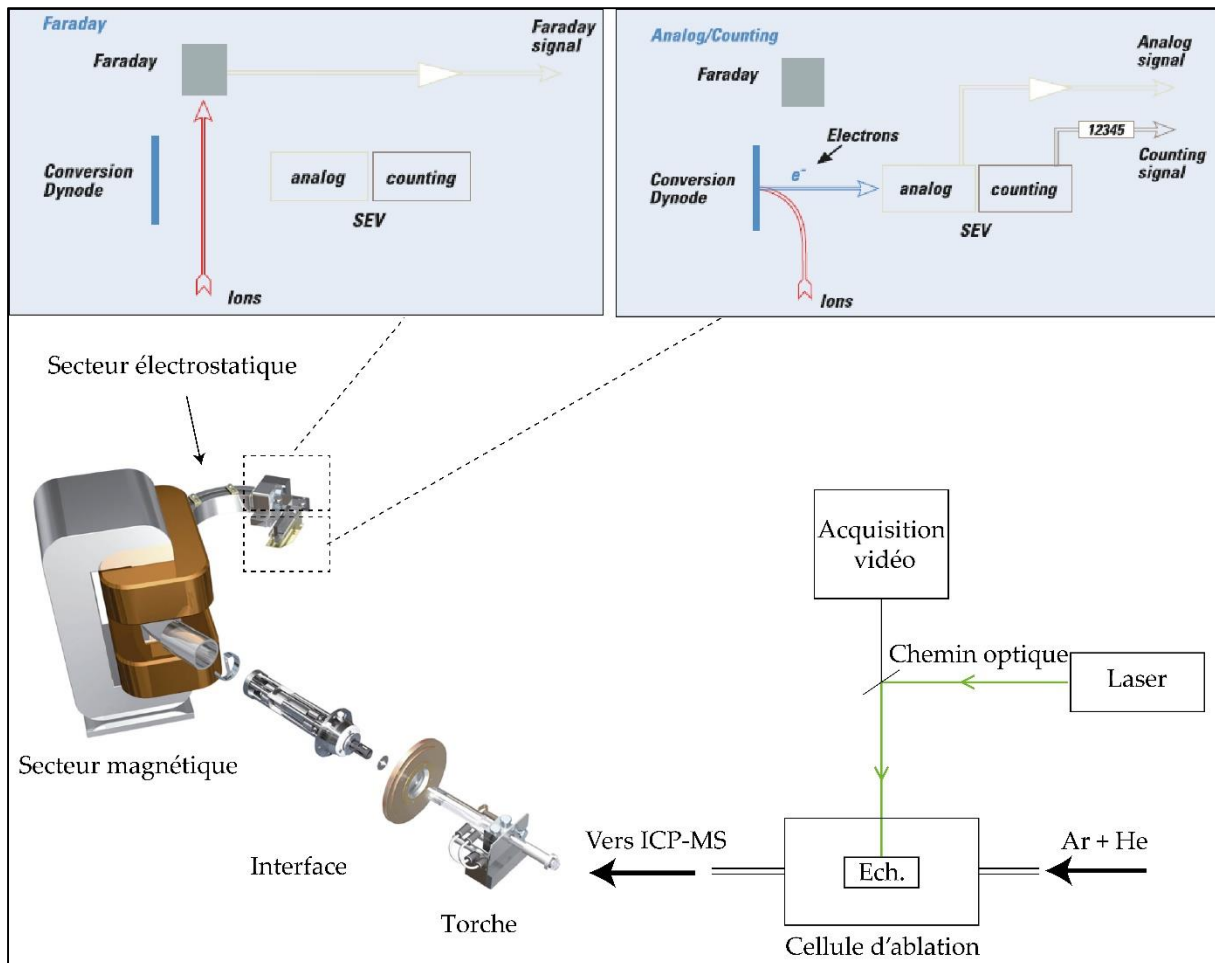 Faraday
Faraday
signal
Faraday
Conversion
Dynode
analog
counting
SEV
Ions
Analog/Counting
Analog
signal
Faraday
Electrons
12345
Counting
signal
Conversion
Dynode
e-
analog
counting
SEV
Ions
Secteur électrostatique
Acquisition
vidéo
Chemin optique
Laser
Secteur magnétique
Vers ICP-MS
Ar + He
Interface
Ech.
Torche
Cellule d'ablation